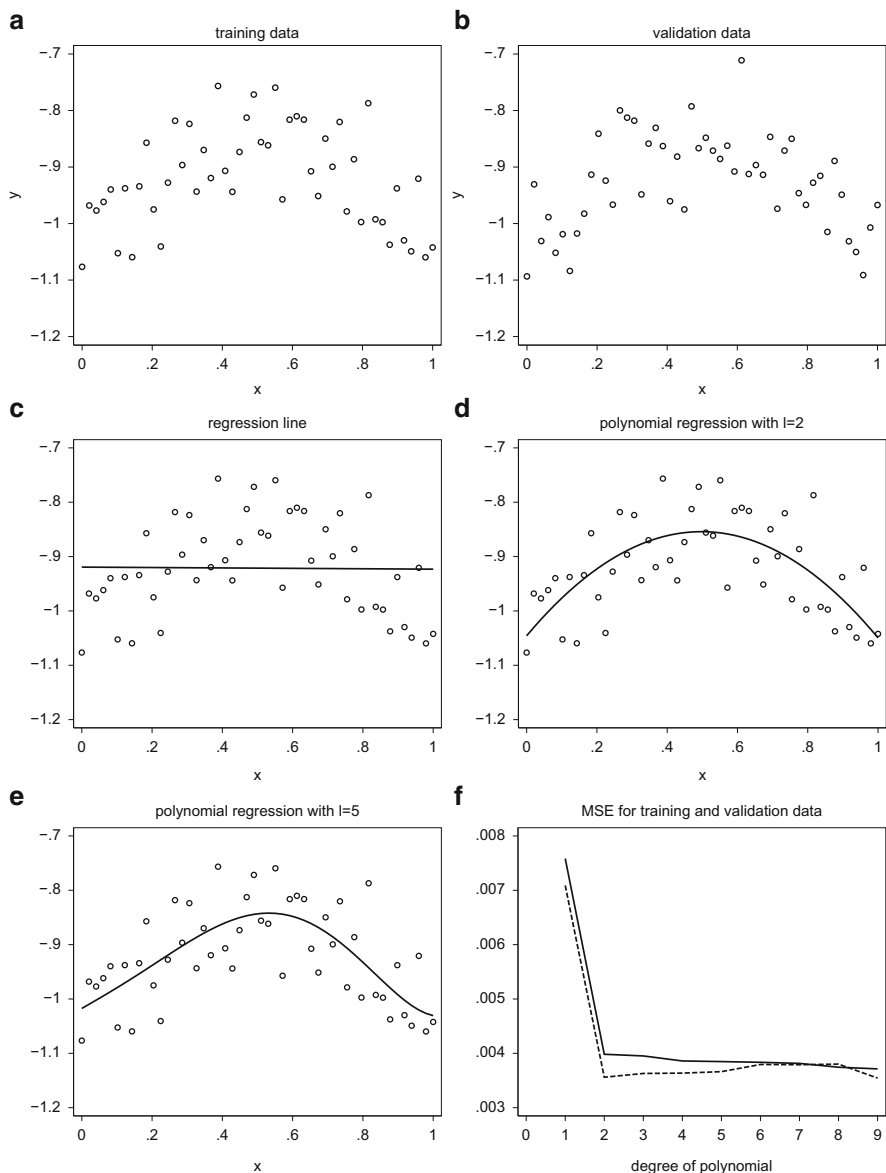 a
training data
−.7
−.8
−.9
−1
−1.1
−1.2
y
0 .2 .4 .6 .8 1
x
b
validation data
−.7
−.8
−.9
−1
−1.1
−1.2
y
0 .2 .4 .6 .8 1
x
c
regression line
−.7
−.8
−.9
−1
−1.1
−1.2
0 .2 .4 .6 .8 1
x
d
polynomial regression with l=2
−.7
−.8
−.9
−1
−1.1
−1.2
0 .2 .4 .6 .8 1
x
e
polynomial regression with l=5
−.7
−.8
−.9
−1
−1.1
−1.2
0 .2 .4 .6 .8 1
x
f
MSE for training and validation data
.008
.007
.006
.005
.004
.003
0 1 2 3 4 5 6 7 8 9
degree of polynomial